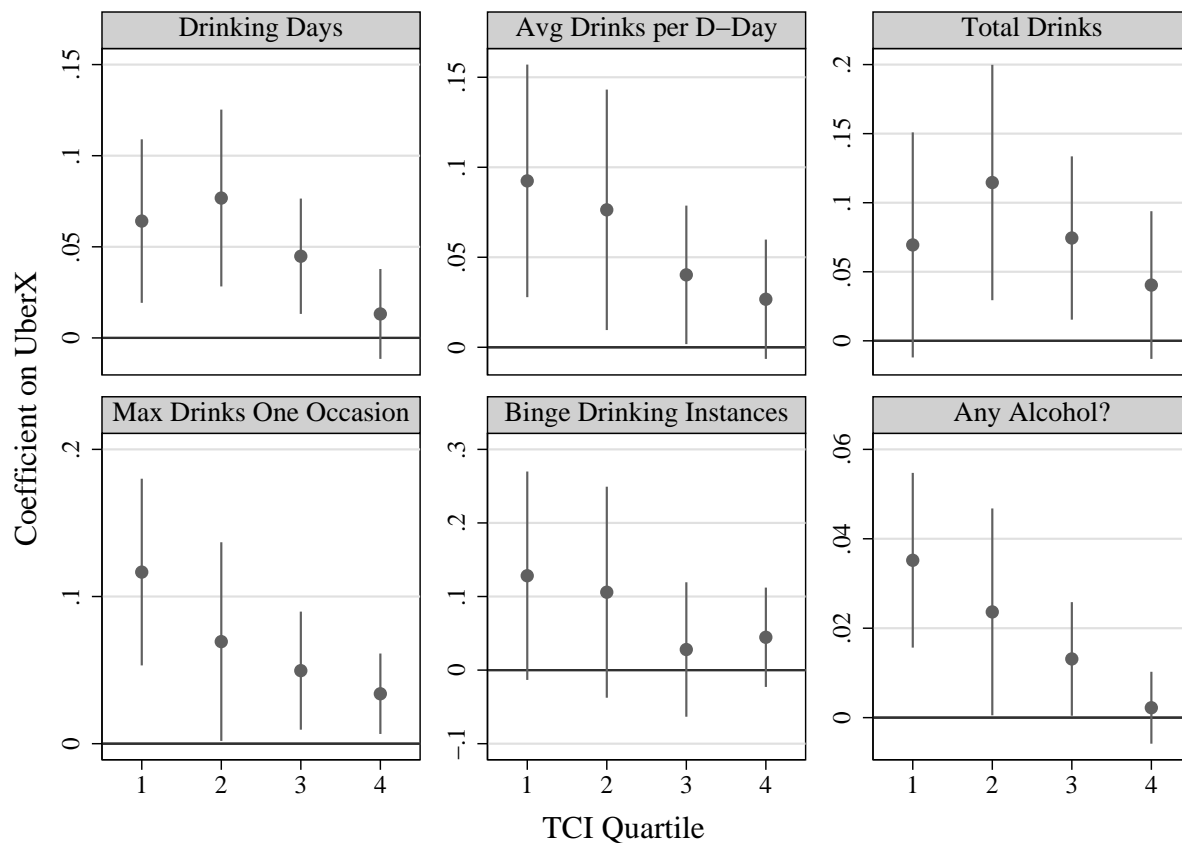 Drinking Days
Avg Drinks per D−Day
Total Drinks
.15
.1
.05
0
.15
.1
.05
0
.2
.15
.1
.05
0
Coefficient on UberX
Max Drinks One Occasion
Binge Drinking Instances
Any Alcohol?
.2
.1
0
.3
.2
.1
0
−.1
.06
.04
.02
0
1 2 3 4
1 2 3 4
1 2 3 4
TCI Quartile